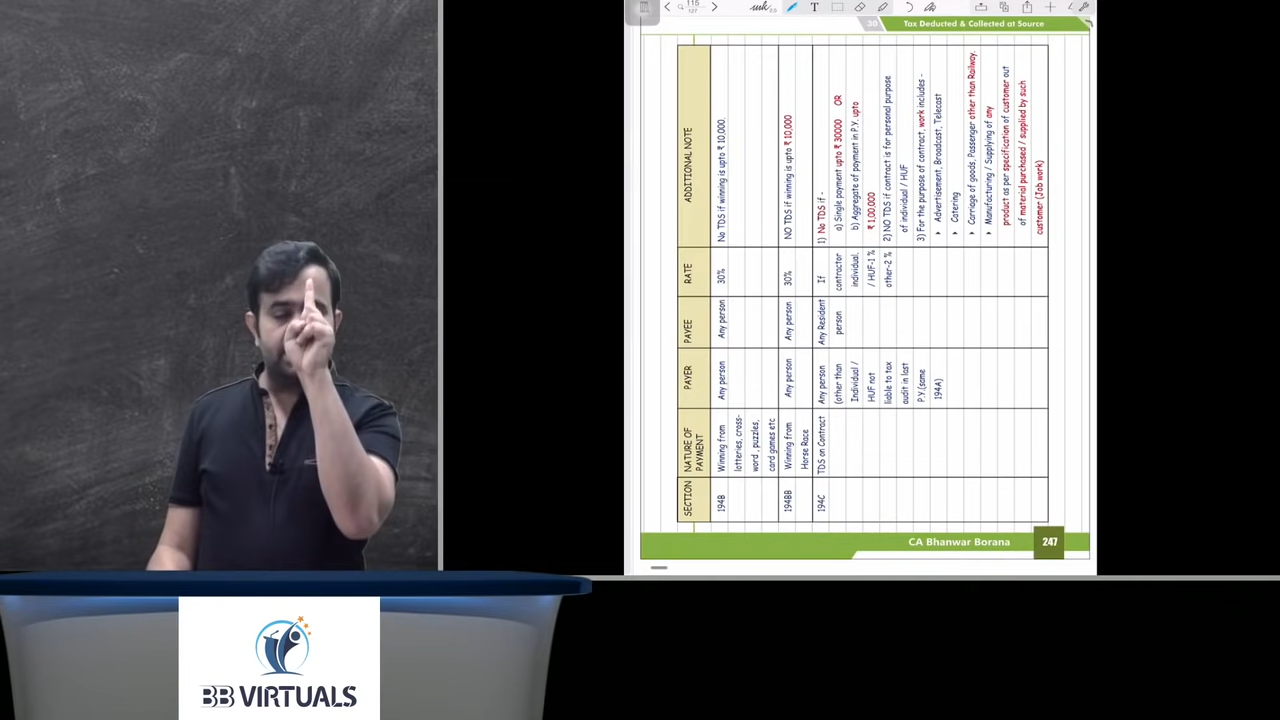 115
127
0.5
T
30
Tax Deducted & Collected at Source
SECTION
NATURE OF
PAYMENT
PAYER
PAYEE
RATE
ADDITIONAL NOTE
194B
Winning from
lotteries, cross-
word , puzzles,
card games etc
Any person
Any person
30%
No TDS if winning is upto ₹ 10,000.
194BB
Winning from
Horse Race
Any person
Any person
30%
NO TDS if winning is upto ₹ 10,000
194C
TDS on Contract
Any person
(other than
Individual /
HUF not
liable to tax
audit in last
P.Y.(same
194A)
Any Resident
person
If
contractor
individual.
/ HUF-1 %
other-2 %
1) No TDS if -
a) Single payment upto ₹ 30000 OR
b) Aggregate of payment in P.Y. upto
₹ 1,00,000
2) NO TDS if contract is for personal purpose
of individual / HUF
3) For the purpose of contract, work includes -
Advertisement, Broadcast, Telecast
Catering
Carriage of goods, Passenger other than Railway.
Manufacturing / Supplying of any
product as per specification of customer out
of material purchased / supplied by such
customer (Job work)
CA Bhanwar Borana
247
BB VIRTUALS